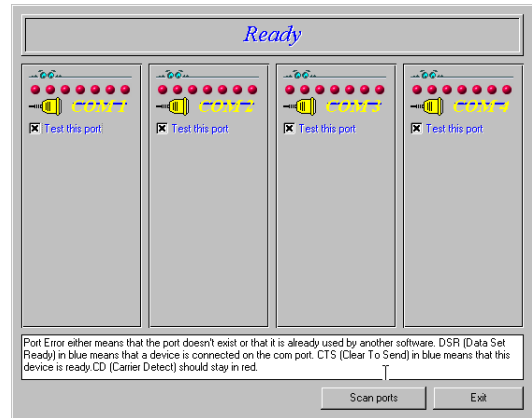 Ready
COM 1
COM 2
COM 3
COM 4
Test this port
Test this port
Test this port
Test this port
Port Error either means that the port doesn't exist or that it is already used by another software. DSR (Data Set
Ready) in blue means that a device is connected on the com port. CTS (Clear To Send) in blue means that this
device is ready.CD (Carrier Detect) should stay in red.
Scan ports
Exit